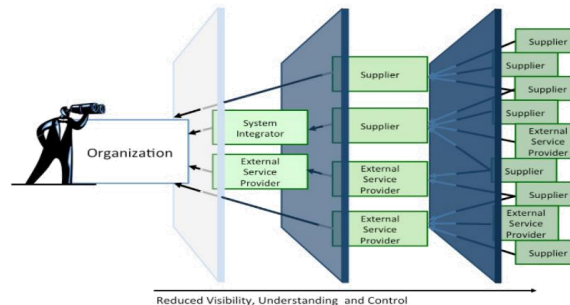 Organization
System
Integrator
External
Service
Provider
Supplier
Supplier
External
Service
Provider
External
Service
Provider
Supplier
Supplier
Supplier
Supplier
External
Service
Provider
Supplier
Supplier
External
Service
Provider
Supplier
Reduced Visibility, Understanding and Control